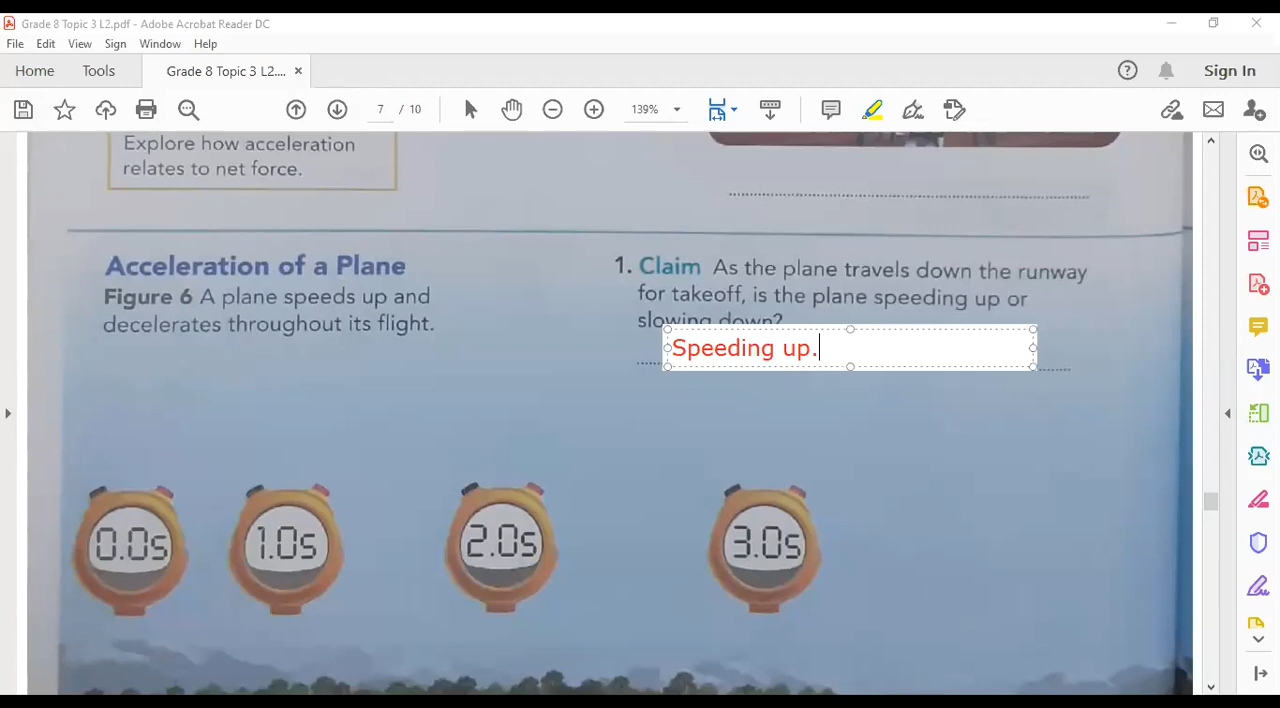 Grade 8 Topic 3 L2.pdf - Adobe Acrobat Reader DC
File Edit View Sign Window Help
Home Tools Grade 8 Topic 3 L2.... × Sign In
7 / 10 139%
Explore how acceleration
relates to net force.
Acceleration of a Plane
Figure 6 A plane speeds up and
decelerates throughout its flight.
1. Claim As the plane travels down the runway
for takeoff, is the plane speeding up or
slowing down?
Speeding up.
0.0s 1.0s 2.0s 3.0s